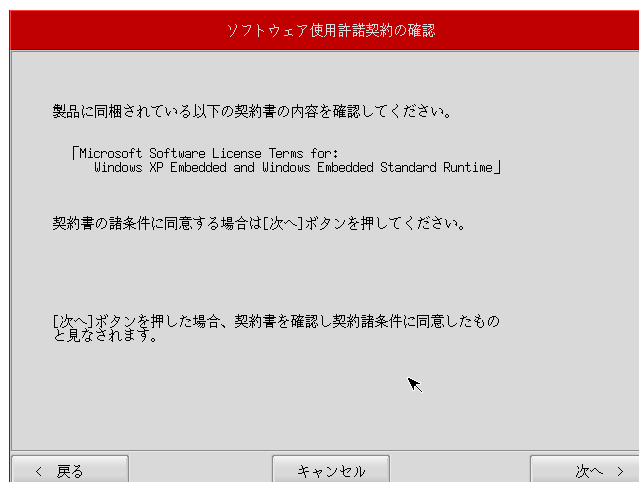 ソフトウェア使用許諾契約の確認
製品に同梱されている以下の契約書の内容を確認してください。
「Microsoft Software License Terms for:
Windows XP Embedded and Windows Embedded Standard Runtime」
契約書の諸条件に同意する場合は[次へ]ボタンを押してください。
[次へ]ボタンを押した場合、契約書を確認し契約諸条件に同意したもの
と見なされます。
< 戻る
キャンセル
次へ >